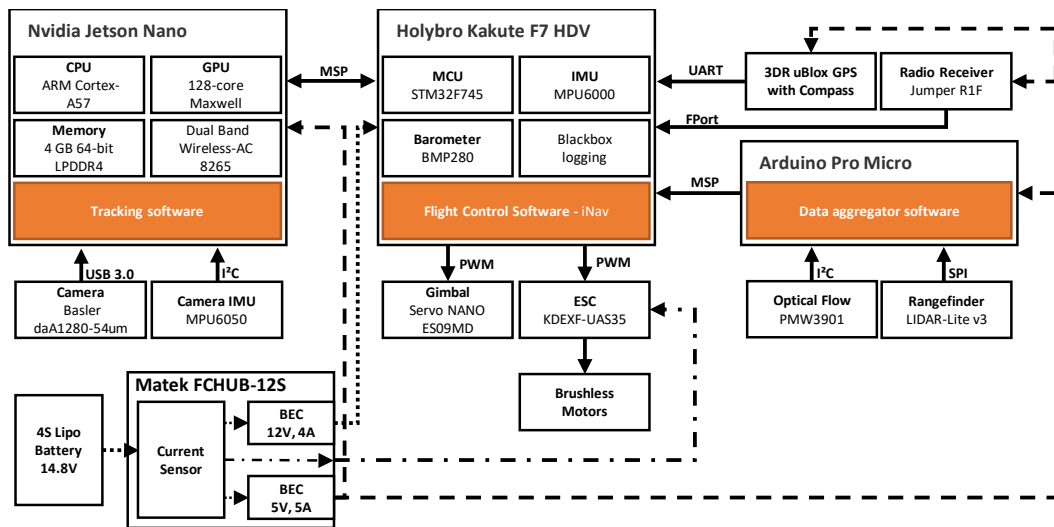 Nvidia Jetson Nano
CPU
ARM Cortex-
A57
GPU
128-core
Maxwell
Memory
4 GB 64-bit
LPDDR4
Dual Band
Wireless-AC
8265
Tracking software
MSP
Holybro Kakute F7 HDV
MCU
STM32F745
IMU
MPU6000
Barometer
BMP280
Blackbox
logging
Flight Control Software - iNav
UART
FPort
MSP
3DR uBlox GPS
with Compass
Radio Receiver
Jumper R1F
Arduino Pro Micro
Data aggregator software
USB 3.0
I²C
PWM
PWM
I²C
SPI
Camera
Basler
daA1280-54um
Camera IMU
MPU6050
Gimbal
Servo NANO
ES09MD
ESC
KDEXF-UAS35
Optical Flow
PMW3901
Rangefinder
LIDAR-Lite v3
Brushless
Motors
Matek FCHUB-12S
4S Lipo
Battery
14.8V
Current
Sensor
BEC
12V, 4A
BEC
5V, 5A